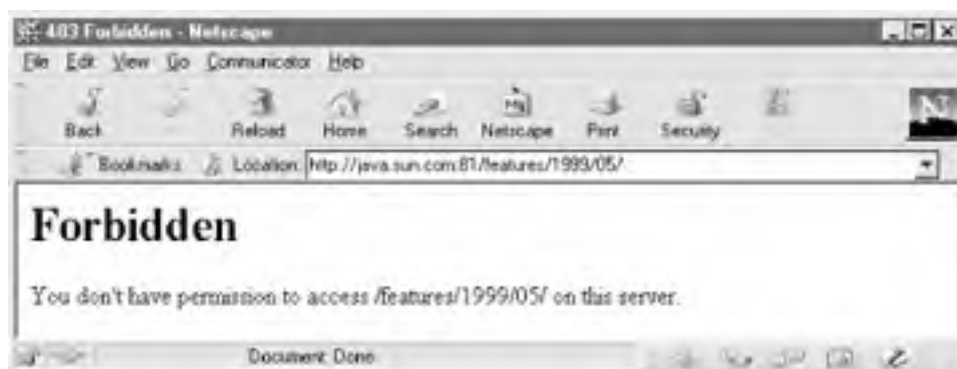 403 Forbidden - Netscape
File Edit View Go Communicator Help
Back Reload Home Search Netscape Print Security
Bookmarks Location: http://java.sun.com:81/features/1999/05/
Forbidden
You don't have permission to access /features/1999/05/ on this server.
Document: Done